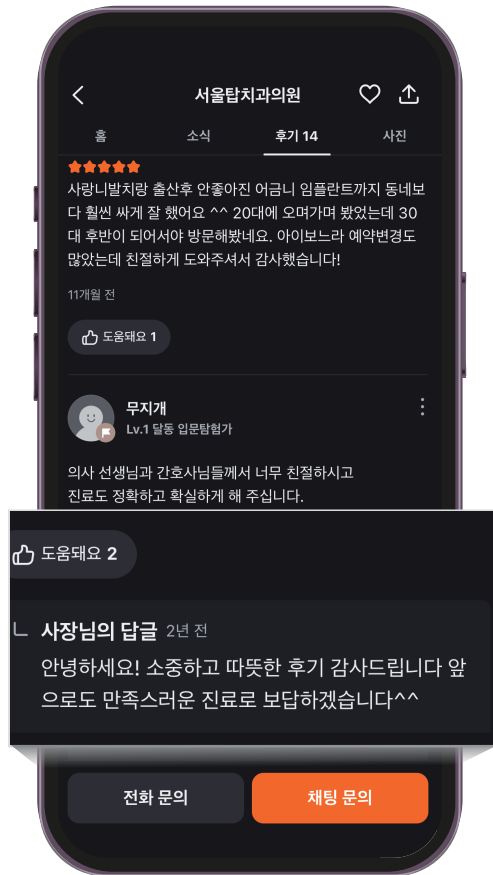 서울탑치과의원
홈 소식 후기 14 사진
사랑니발치랑 출산후 안좋아진 어금니 임플란트까지 동네보
다 훨씬 싸게 잘 했어요 ^^ 20대에 오며가며 봤었는데 30
대 후반이 되어서야 방문해봤네요. 아이보느라 예약변경도
많았는데 친절하게 도와주셔서 감사했습니다!
11개월 전
도움돼요 1
무지개
Lv.1 달동 입문탐험가
의사 선생님과 간호사님들께서 너무 친절하시고
진료도 정확하고 확실하게 해 주십니다.
도움돼요 2
사장님의 답글 2년 전
안녕하세요! 소중하고 따뜻한 후기 감사드립니다 앞
으로도 만족스러운 진료로 보답하겠습니다^^
전화 문의 채팅 문의